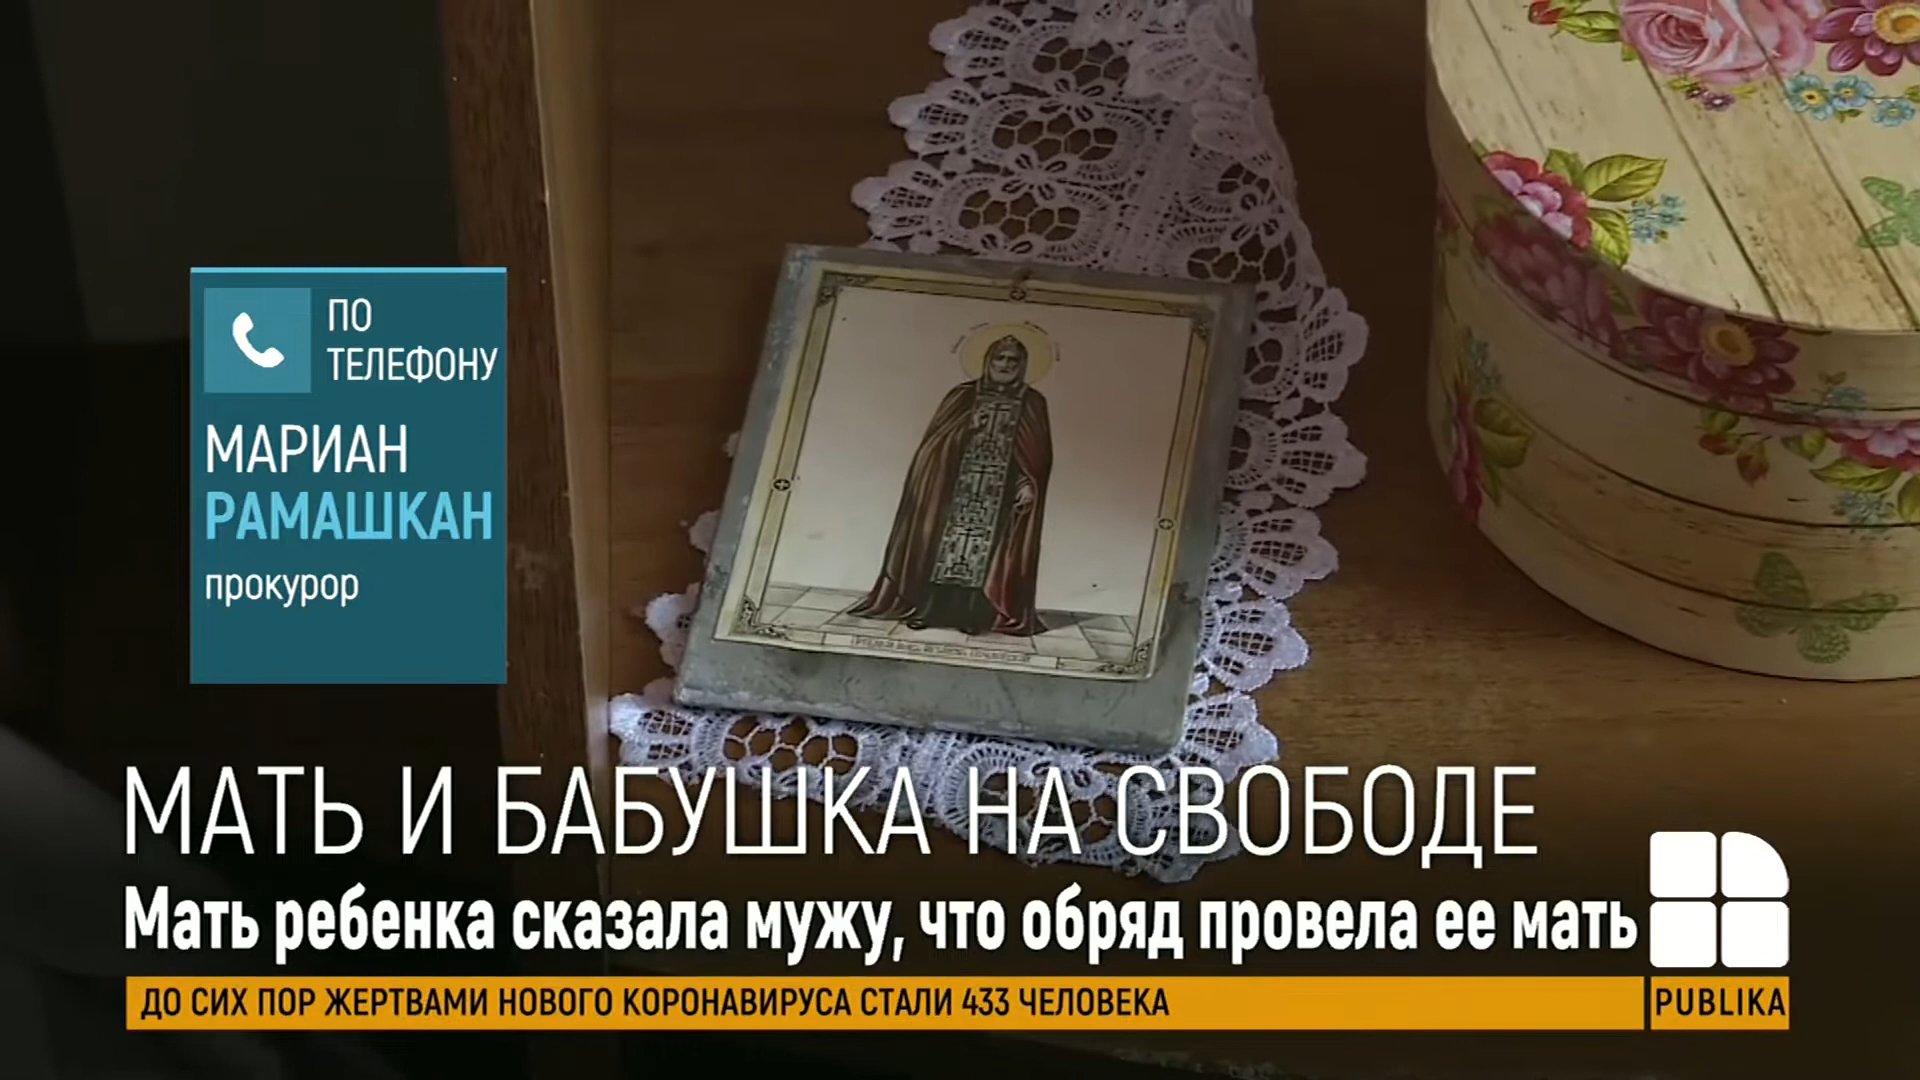 ПО
ТЕЛЕФОНУ
МАРИАН
РАМАШКАН
прокурор
МАТЬ И БАБУШКА НА СВОБОДЕ
Мать ребенка сказала мужу, что обряд провела ее мать
ДО СИХ ПОР ЖЕРТВАМИ НОВОГО КОРОНАВИРУСА СТАЛИ 433 ЧЕЛОВЕКА
PUBLIKA